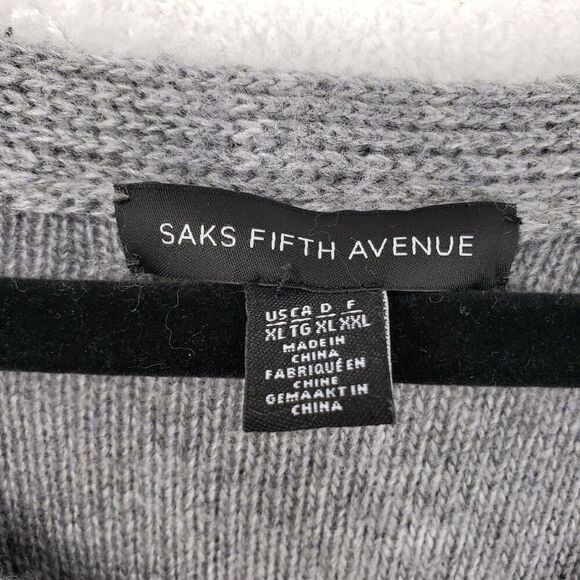 SAKS FIFTH AVENUE
US CA D F
XL TG XL XXL
MADE IN
CHINA
FABRIQUÉ EN
CHINE
GEMAAKT IN
CHINA